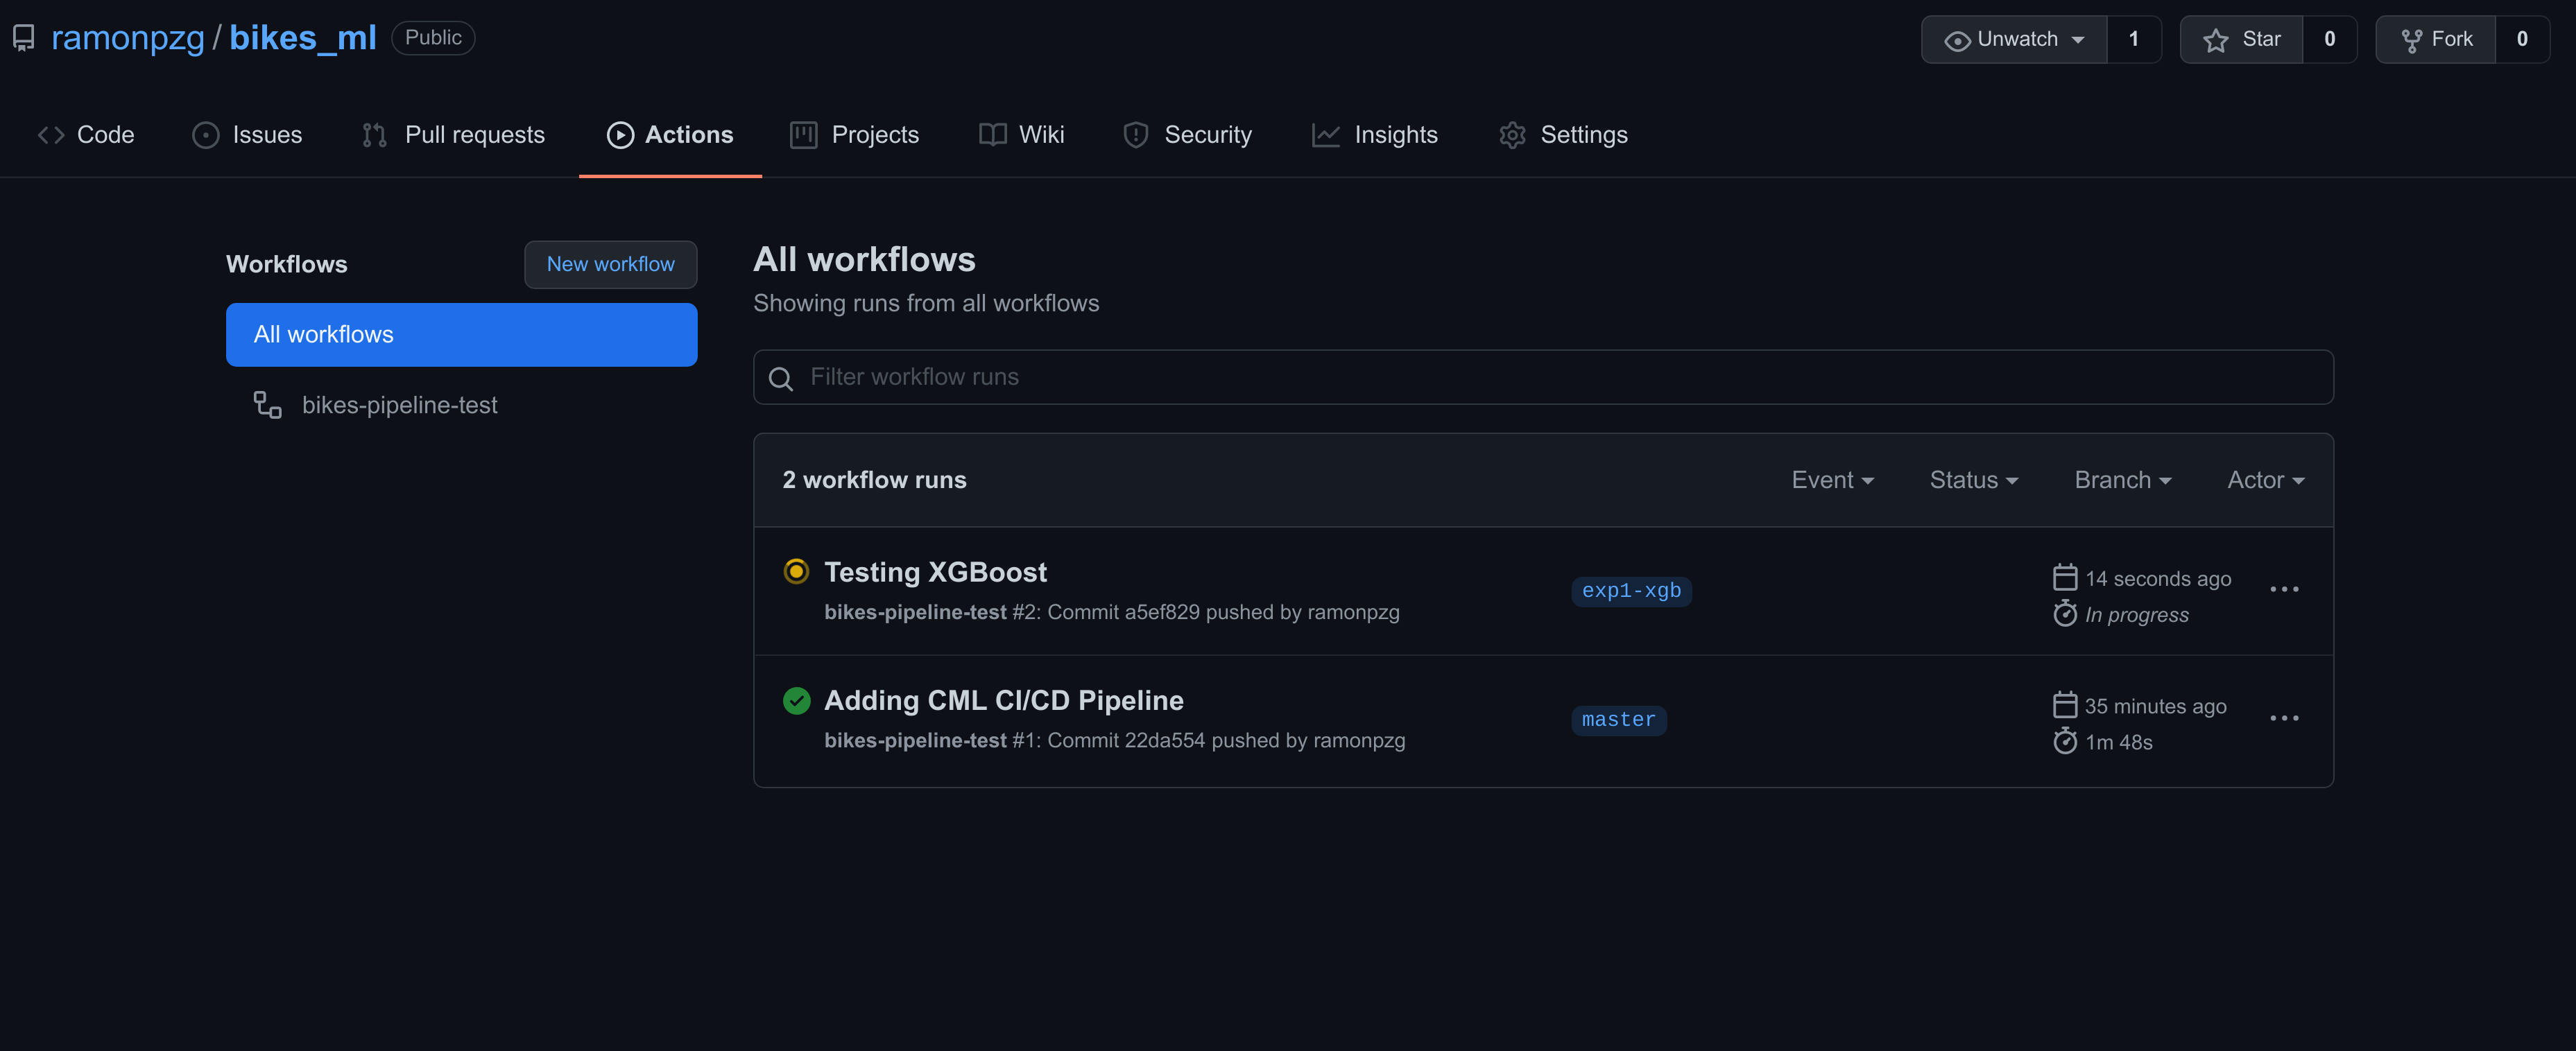 ramonpzg / bikes_ml Public Unwatch 1 Star 0 Fork 0
Code Issues Pull requests Actions Projects Wiki Security Insights Settings
Workflows New workflow
All workflows
bikes-pipeline-test
All workflows
Showing runs from all workflows
Filter workflow runs
2 workflow runs Event Status Branch Actor
Testing XGBoost
bikes-pipeline-test #2: Commit a5ef829 pushed by ramonpzg
exp1-xgb
14 seconds ago
In progress
Adding CML CI/CD Pipeline
bikes-pipeline-test #1: Commit 22da554 pushed by ramonpzg
master
35 minutes ago
1m 48s